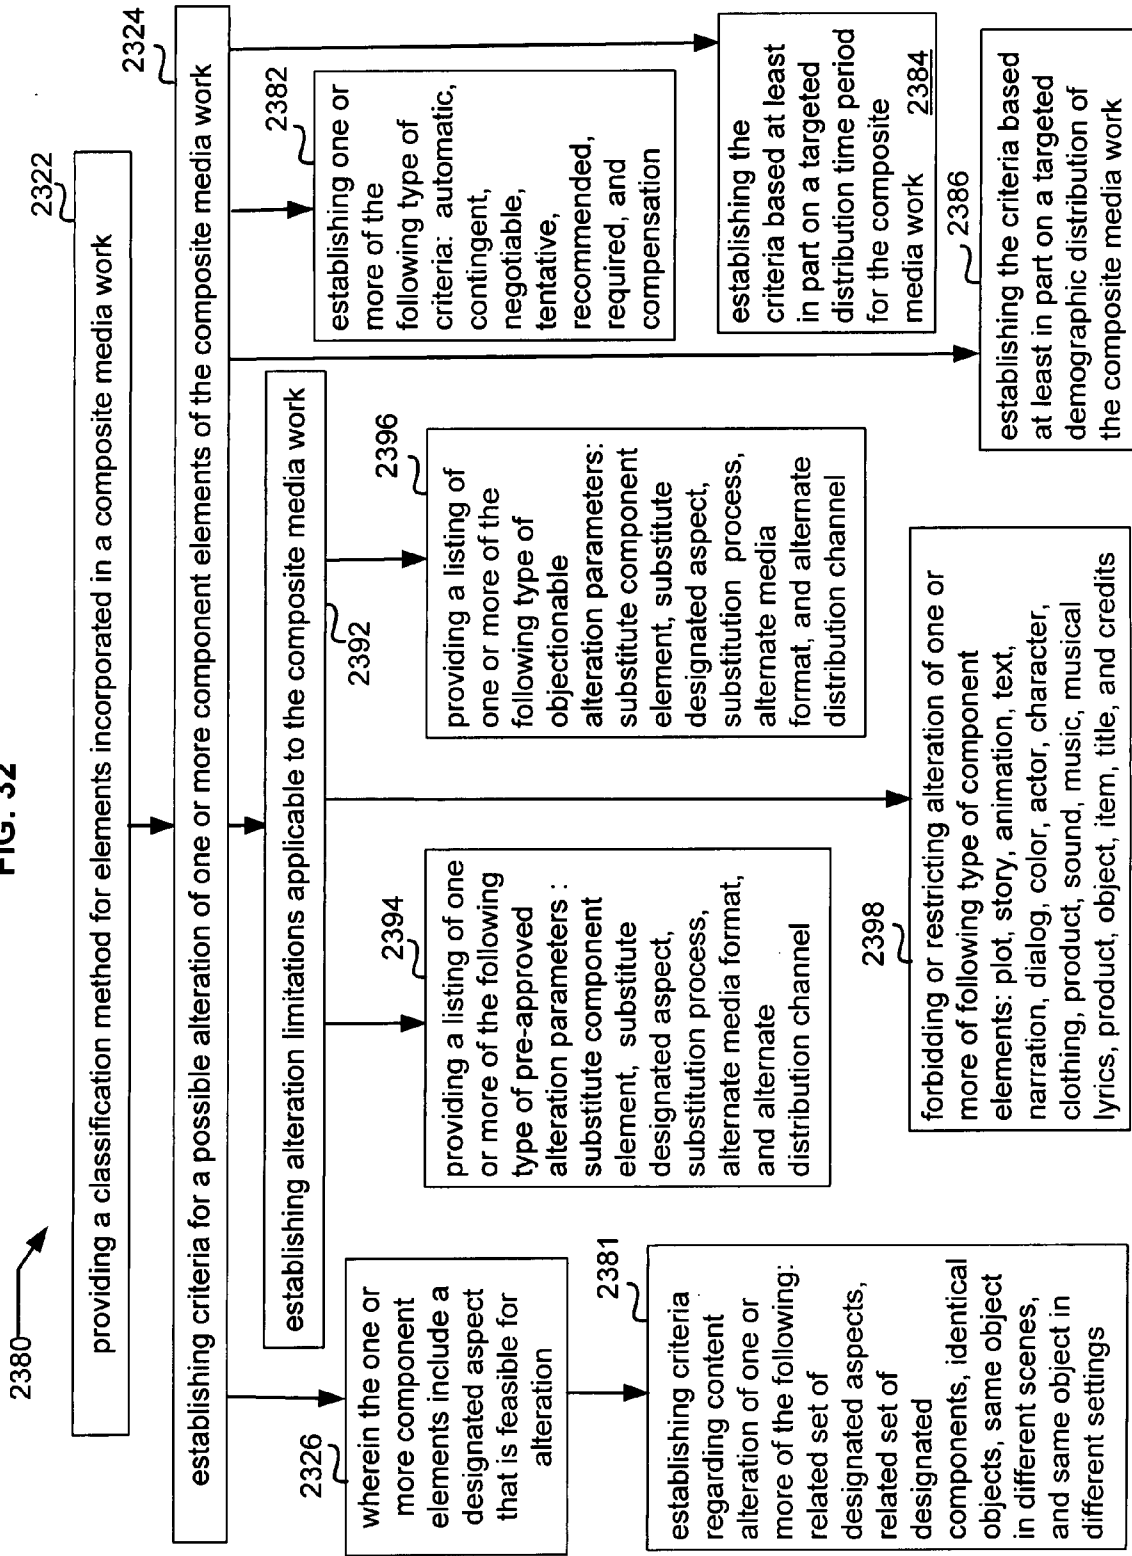 FIG. 32
2380
2322
providing a classification method for elements incorporated in a composite media work
2324
establishing criteria for a possible alteration of one or more component elements of the composite media work
2326
wherein the one or
more component
elements include a
designated aspect
that is feasible for
alteration
2381
establishing criteria
regarding content
alteration of one or
more of the following:
related set of
designated aspects,
related set of
designated
components, identical
objects, same object
in different scenes,
and same object in
different settings
establishing alteration limitations applicable to the composite media work
2392
2394
providing a listing of one
or more of the following
type of pre-approved
alteration parameters :
substitute component
element, substitute
designated aspect,
substitution process,
alternate media format,
and alternate
distribution channel
2396
providing a listing of
one or more of the
following type of
objectionable
alteration parameters:
substitute component
element, substitute
designated aspect,
substitution process,
alternate media
format, and alternate
distribution channel
2398
forbidding or restricting alteration of one or
more of following type of component
elements: plot, story, animation, text,
narration, dialog, color, actor, character,
clothing, product, sound, music, musical
lyrics, product, object, item, title, and credits
2382
establishing one or
more of the
following type of
criteria: automatic,
contingent,
negotiable,
tentative,
recommended,
required, and
compensation
establishing the
criteria based at least
in part on a targeted
distribution time period
for the composite
media work 2384
2386
establishing the criteria based
at least in part on a targeted
demographic distribution of
the composite media work